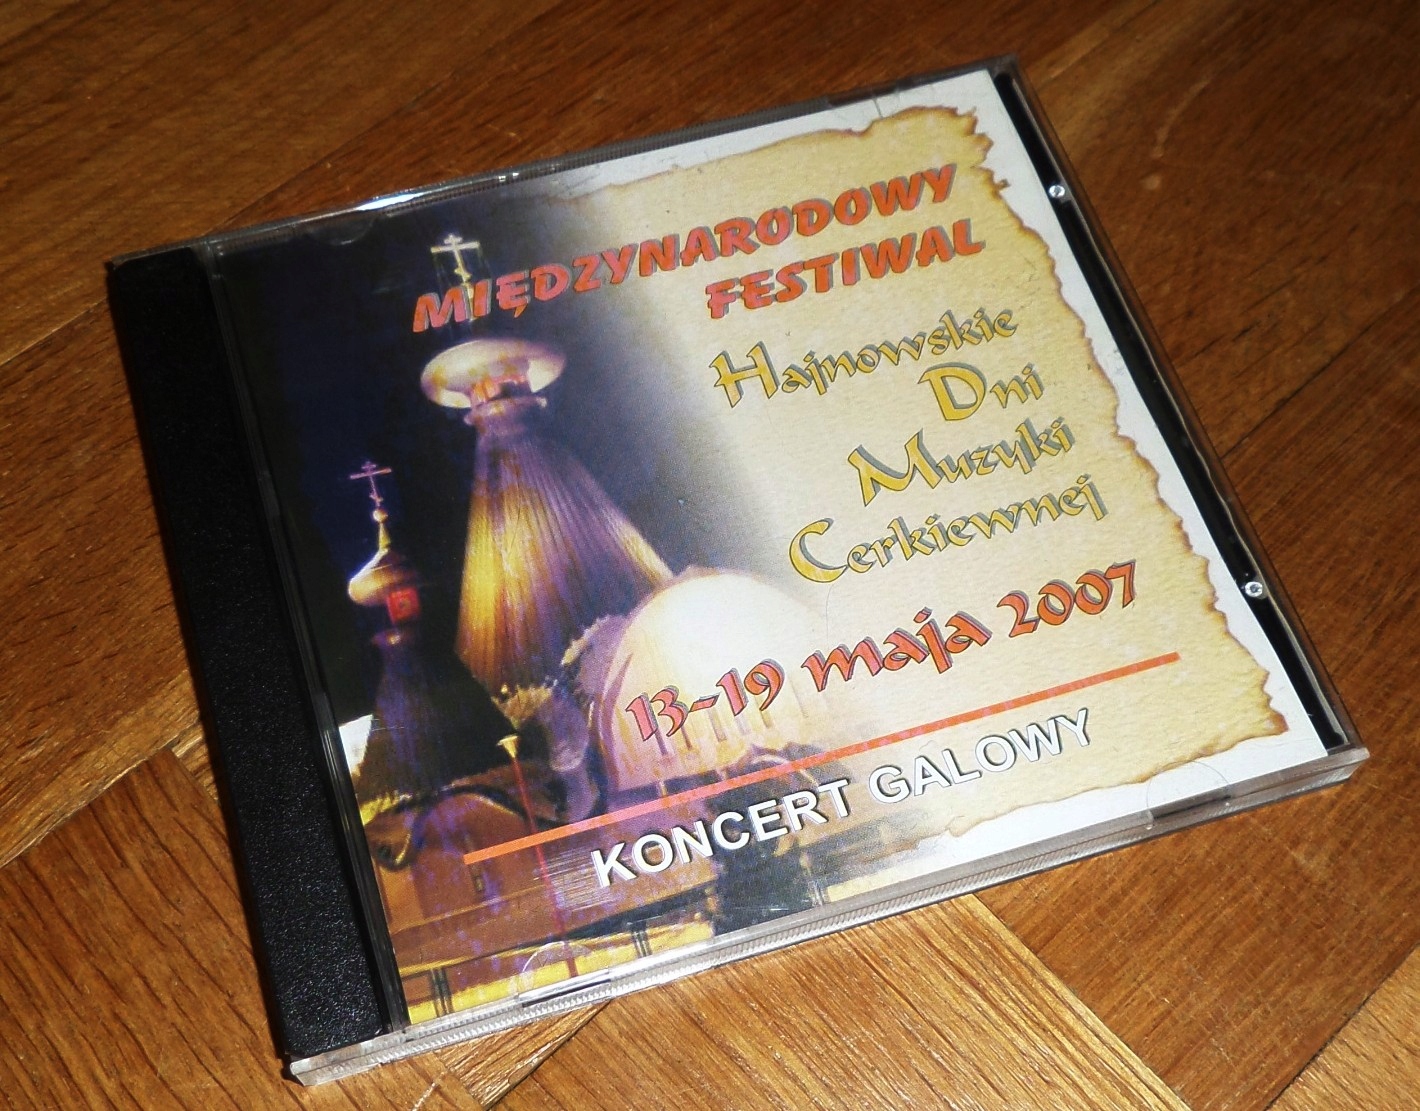 MIĘDZYNARODOWY
FESTIWAL
Hajnowskie
Dni
Muzyki
Cerkiewnej
13-19 maja 2007
KONCERT GALOWY